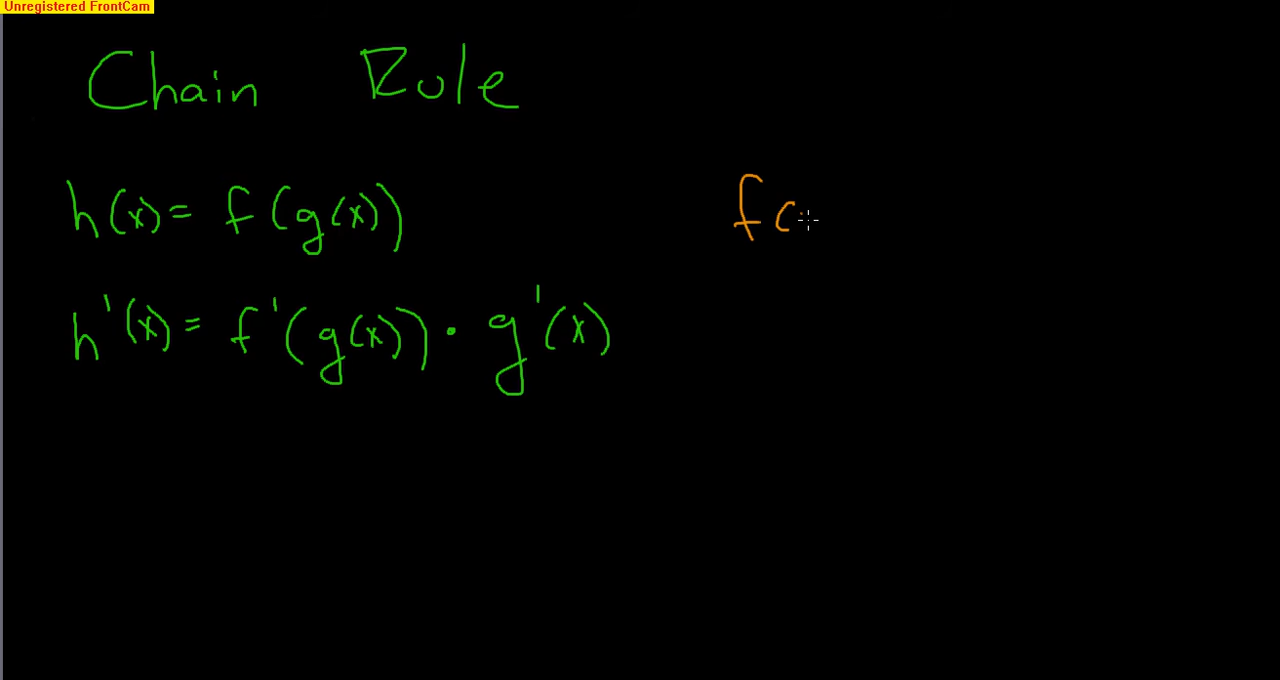 Unregistered FrontCam
Chain Rule
h(x) = f(g(x))
f(
h'(x) = f'(g(x)) · g'(x)